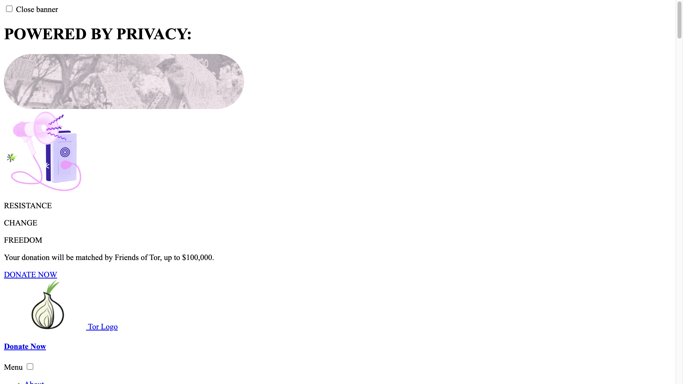 Close banner
POWERED BY PRIVACY:
RESISTANCE
CHANGE
FREEDOM
Your donation will be matched by Friends of Tor, up to $100,000.
DONATE NOW
Tor Logo
Donate Now
Menu
About